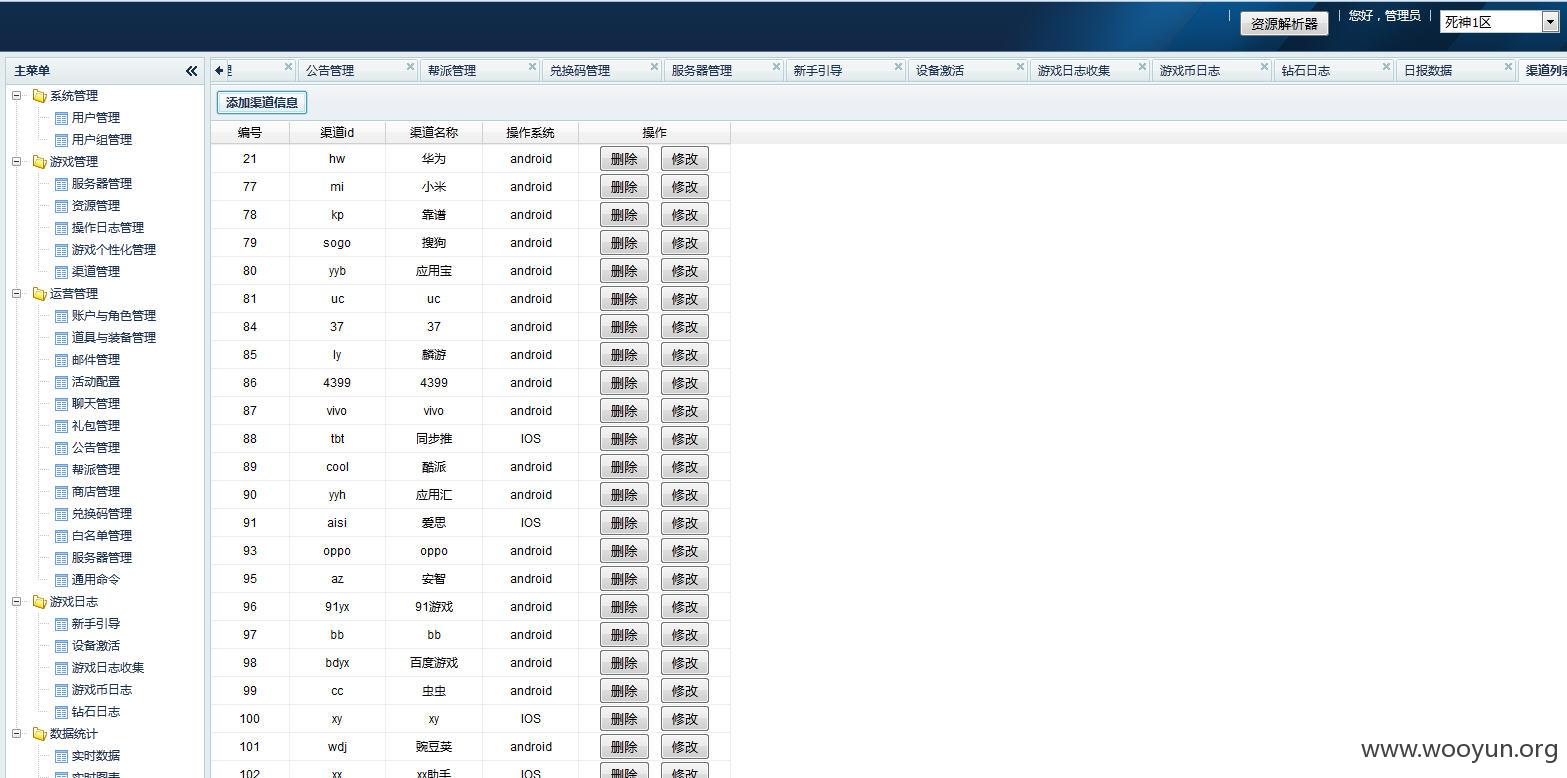 资源解析器 您好，管理员 死神1区
主菜单
系统管理
用户管理
用户组管理
游戏管理
服务器管理
资源管理
操作日志管理
游戏个性化管理
渠道管理
运营管理
账户与角色管理
道具与装备管理
邮件管理
活动配置
聊天管理
礼包管理
公告管理
帮派管理
商店管理
兑换码管理
白名单管理
服务器管理
通用命令
游戏日志
新手引导
设备激活
游戏日志收集
游戏币日志
钻石日志
数据统计
实时数据
实时图表
理 公告管理 帮派管理 兑换码管理 服务器管理 新手引导 设备激活 游戏日志收集 游戏币日志 钻石日志 日报数据 渠道列表
添加渠道信息
编号 渠道id 渠道名称 操作系统 操作
21 hw 华为 android 删除 修改
77 mi 小米 android 删除 修改
78 kp 靠谱 android 删除 修改
79 sogo 搜狗 android 删除 修改
80 yyb 应用宝 android 删除 修改
81 uc uc android 删除 修改
84 37 37 android 删除 修改
85 ly 麟游 android 删除 修改
86 4399 4399 android 删除 修改
87 vivo vivo android 删除 修改
88 tbt 同步推 IOS 删除 修改
89 cool 酷派 android 删除 修改
90 yyh 应用汇 android 删除 修改
91 aisi 爱思 IOS 删除 修改
93 oppo oppo android 删除 修改
95 az 安智 android 删除 修改
96 91yx 91游戏 android 删除 修改
97 bb bb android 删除 修改
98 bdyx 百度游戏 android 删除 修改
99 cc 虫虫 android 删除 修改
100 xy xy IOS 删除 修改
101 wdj 豌豆荚 android 删除 修改
102 xx xx助手 IOS 删除 修改
www.wooyun.org